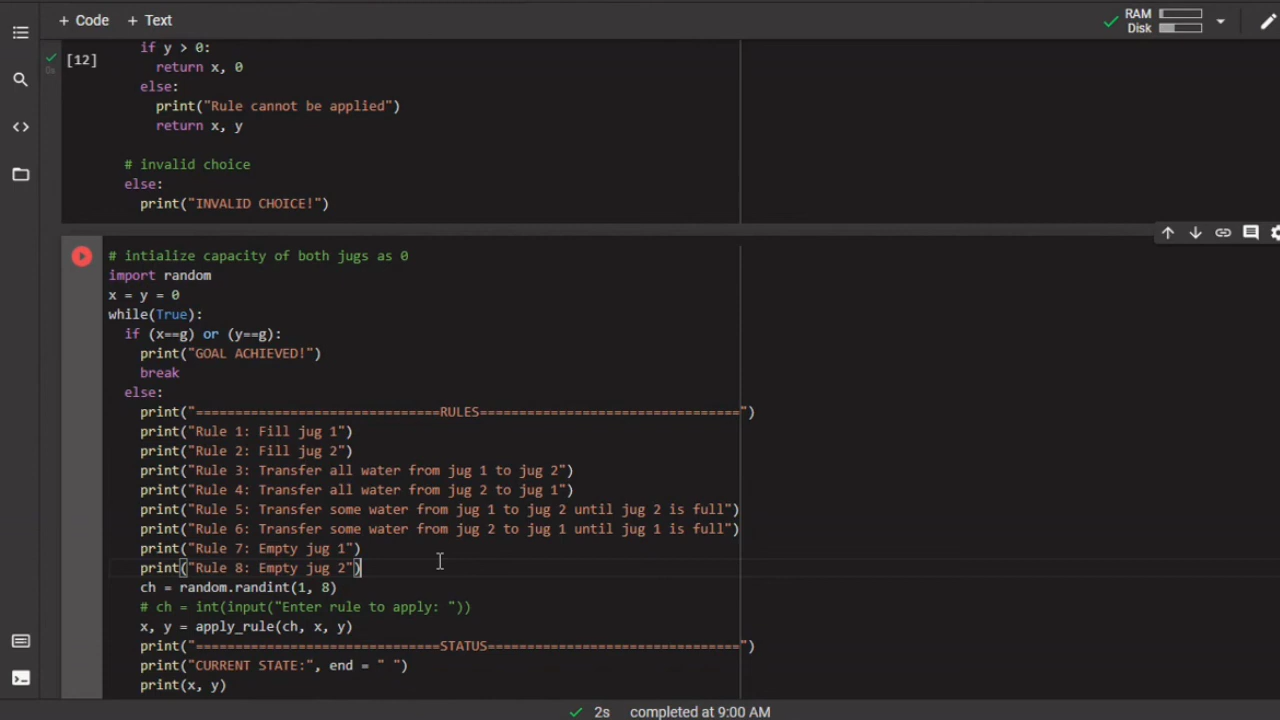 + Code + Text
RAM
Disk
[12]
if y > 0:
return x, 0
else:
print("Rule cannot be applied")
return x, y
# invalid choice
else:
print("INVALID CHOICE!")
# intialize capacity of both jugs as 0
import random
x = y = 0
while(True):
if (x==g) or (y==g):
print("GOAL ACHIEVED!")
break
else:
print("===============================RULES=================================")
print("Rule 1: Fill jug 1")
print("Rule 2: Fill jug 2")
print("Rule 3: Transfer all water from jug 1 to jug 2")
print("Rule 4: Transfer all water from jug 2 to jug 1")
print("Rule 5: Transfer some water from jug 1 to jug 2 until jug 2 is full")
print("Rule 6: Transfer some water from jug 2 to jug 1 until jug 1 is full")
print("Rule 7: Empty jug 1")
print("Rule 8: Empty jug 2")
ch = random.randint(1, 8)
# ch = int(input("Enter rule to apply: "))
x, y = apply_rule(ch, x, y)
print("===============================STATUS================================")
print("CURRENT STATE:", end = " ")
print(x, y)
2s completed at 9:00 AM